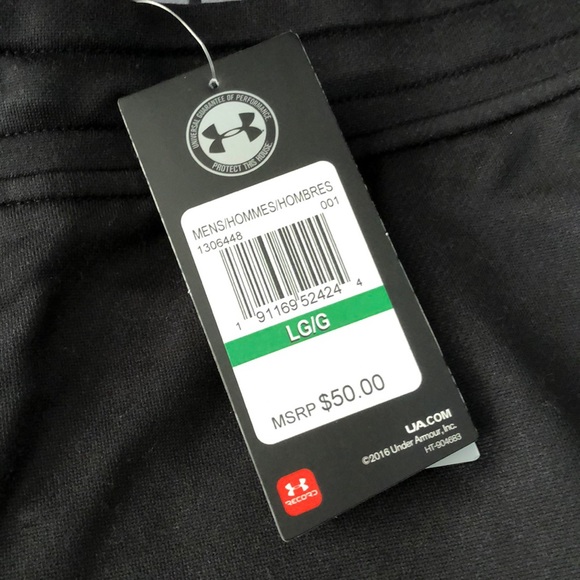 UNIVERSAL GUARANTEE OF PERFORMANCE
PROTECT THIS HOUSE
MENS/HOMMES/HOMBRES
1306448 001
1 91169 52424 4
LG/G
MSRP $50.00
UA.COM
©2016 Under Armour, Inc.
HT-904683
RECORD